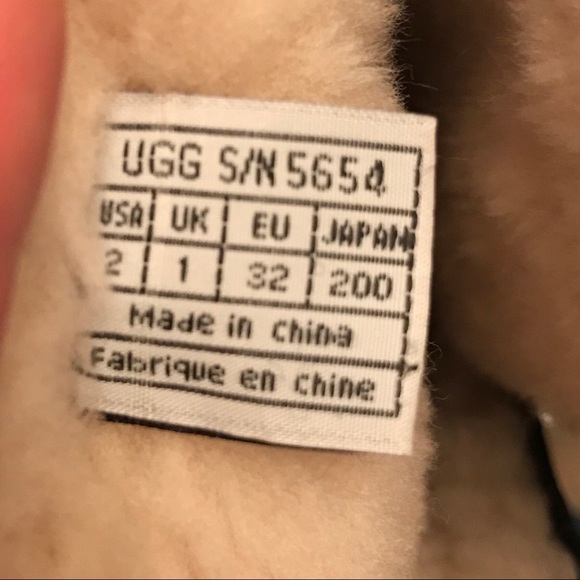 UGG S/N 5654
USA UK EU JAPAN
2 1 32 200
Made in china
Fabrique en chine